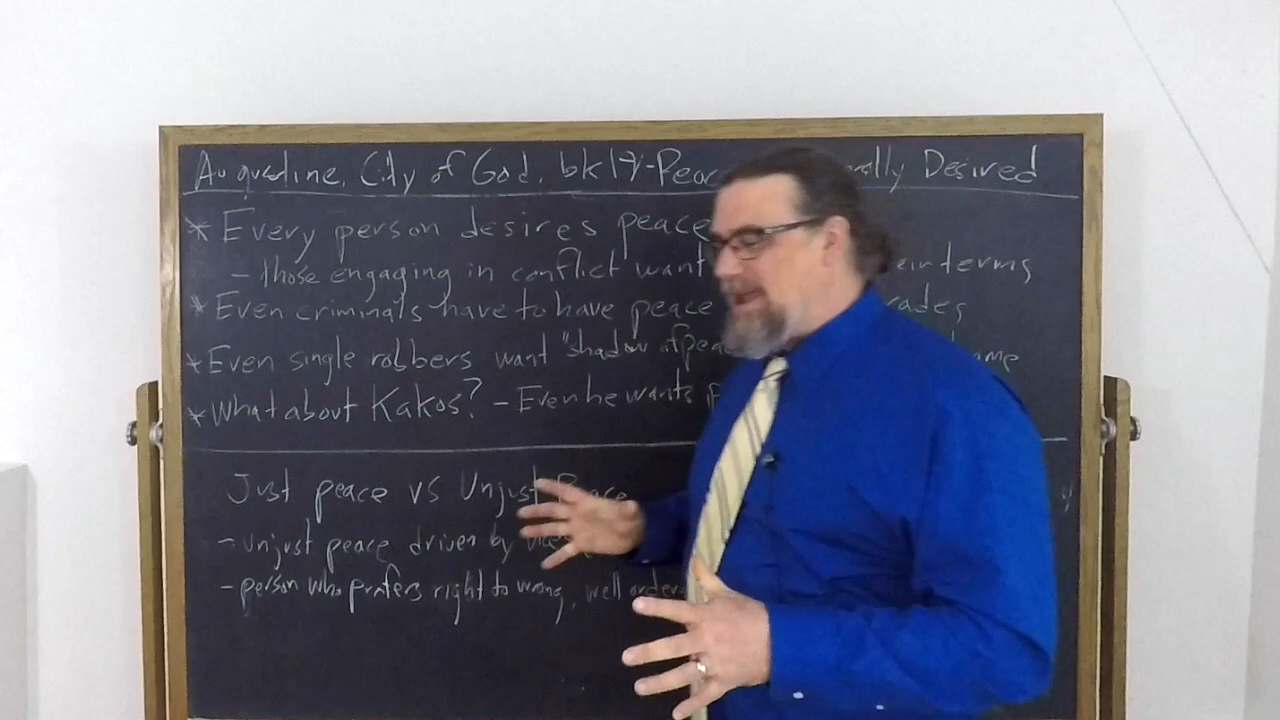 Augustine, City of God, bk 19-Peac ally Desired
* Every person desires peace
- those engaging in conflict want eir terms
* Even criminals have to have peace rades
* Even single robbers want "shadow of pea ame
* What about Kakos? - Even he wants
Just peace vs Unjust Peace
- unjust peace driven by
- person who prefers right to wrong, well order